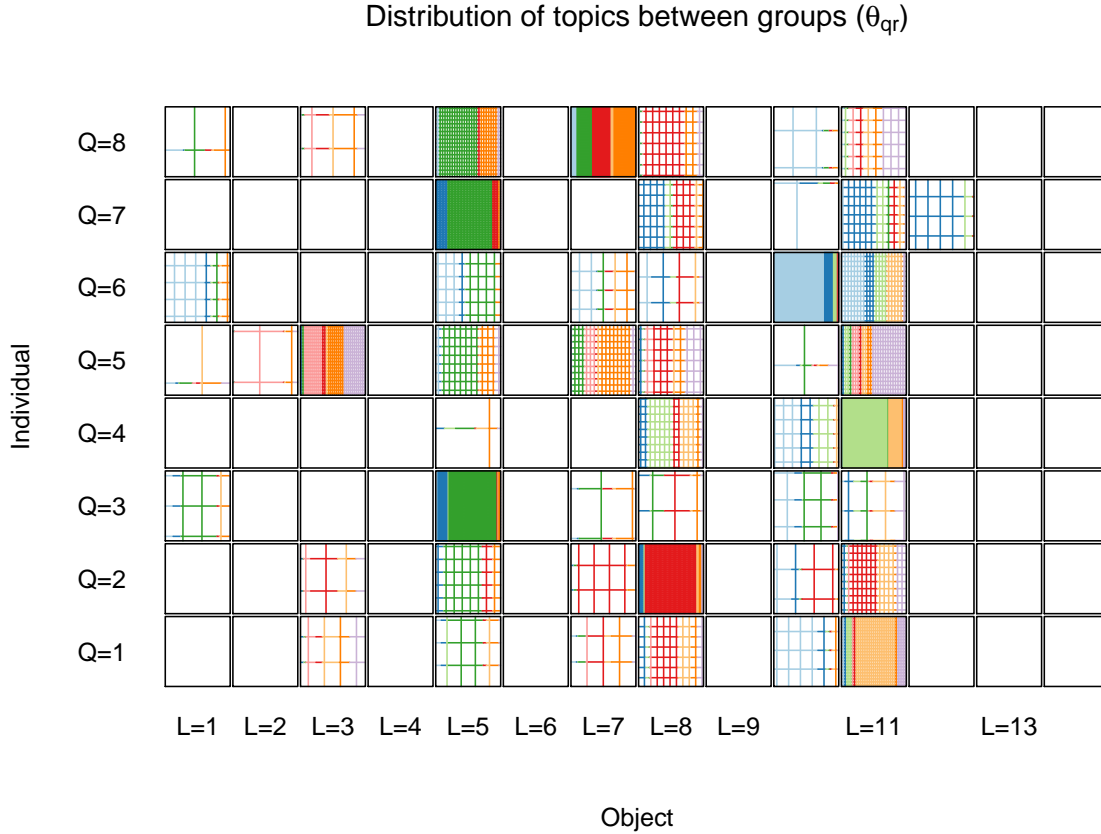 Distribution of topics between groups (θqr)
Individual
Q=8
Q=7
Q=6
Q=5
Q=4
Q=3
Q=2
Q=1
L=1 L=2 L=3 L=4 L=5 L=6 L=7 L=8 L=9 L=11 L=13
Object